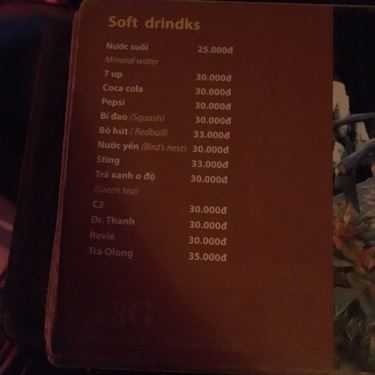 Soft drindks
Nước suối 25.000đ
Mineral water
7 up 30.000đ
Coca cola 30.000đ
Pepsi 30.000đ
Bí đao (Squash) 30.000đ
Bò hút (Redbull) 33.000đ
Nước yến (Bird's nest) 30.000đ
Sting 33.000đ
Trà xanh o độ 30.000đ
(Green tea)
C2 30.000đ
Dr. Thanh 30.000đ
Revie 30.000đ
Tra Olong 35.000đ